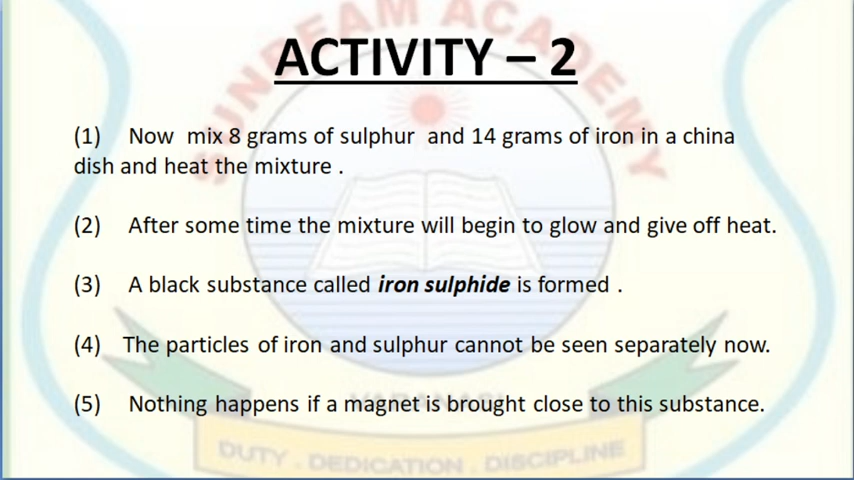 SUNBEAM ACADEMY
ACTIVITY – 2
(1) Now mix 8 grams of sulphur and 14 grams of iron in a china
dish and heat the mixture .
(2) After some time the mixture will begin to glow and give off heat.
(3) A black substance called iron sulphide is formed .
(4) The particles of iron and sulphur cannot be seen separately now.
(5) Nothing happens if a magnet is brought close to this substance.
VARANASI
DUTY . DEDICATION . DISCIPLINE